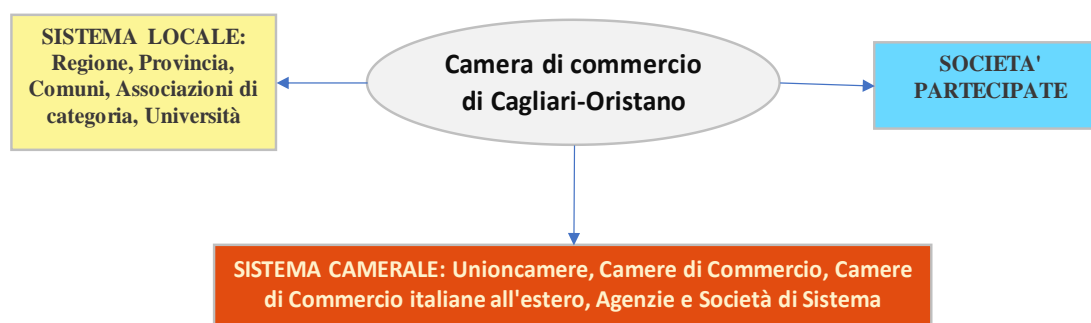 SISTEMA LOCALE:
Regione, Provincia,
Comuni, Associazioni di
categoria, Università
Camera di commercio
di Cagliari-Oristano
SOCIETA'
PARTECIPATE
SISTEMA CAMERALE: Unioncamere, Camere di Commercio, Camere
di Commercio italiane all'estero, Agenzie e Società di Sistema